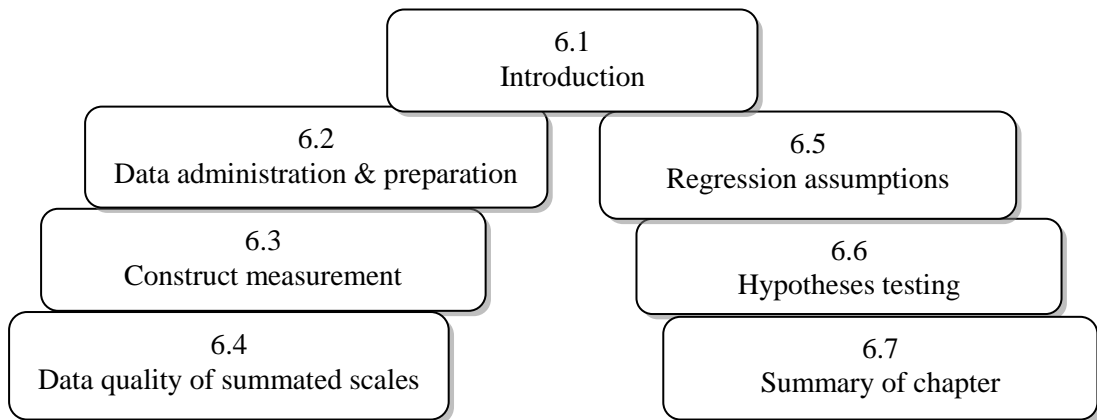 6.1
Introduction
6.2
Data administration & preparation
6.3
Construct measurement
6.4
Data quality of summated scales
6.5
Regression assumptions
6.6
Hypotheses testing
6.7
Summary of chapter